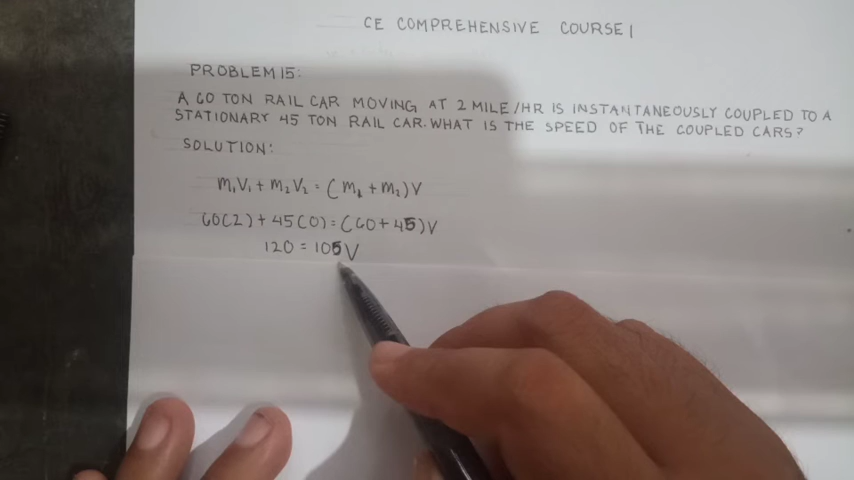 CE COMPREHENSIVE COURSE 1
PROBLEM 15:
A 60 TON RAIL CAR MOVING AT 2 MILE/HR IS INSTANTANEOUSLY COUPLED TO A
STATIONARY 45 TON RAIL CAR. WHAT IS THE SPEED OF THE COUPLED CARS?
SOLUTION:
m₁V₁ + m₂V₂ = (m₁ + m₂)V
60(2) + 45(0) = (60 + 45)V
120 = 105V